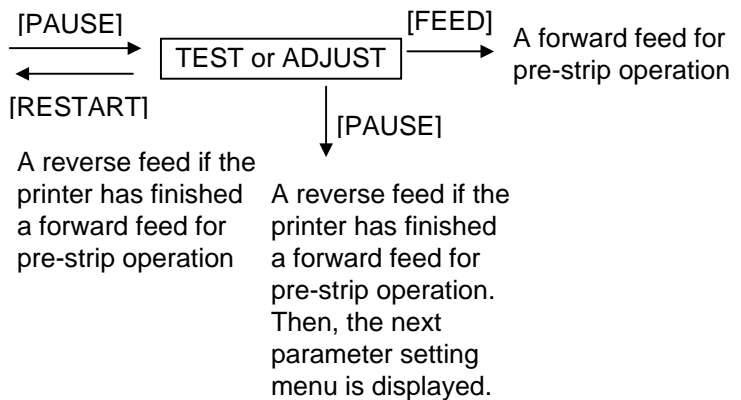 [PAUSE]
TEST or ADJUST
[FEED]
A forward feed for
pre-strip operation
[RESTART]
[PAUSE]
A reverse feed if the
printer has finished
a forward feed for
pre-strip operation
A reverse feed if the
printer has finished
a forward feed for
pre-strip operation.
Then, the next
parameter setting
menu is displayed.